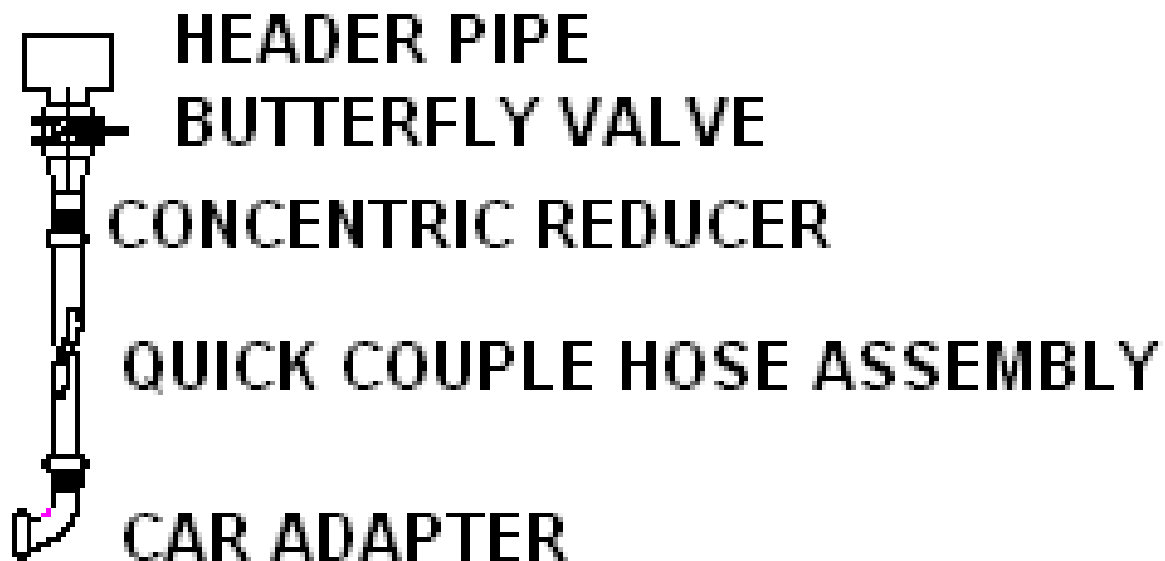 HEADER PIPE
BUTTERFLY VALVE
CONCENTRIC REDUCER
QUICK COUPLE HOSE ASSEMBLY
CAR ADAPTER